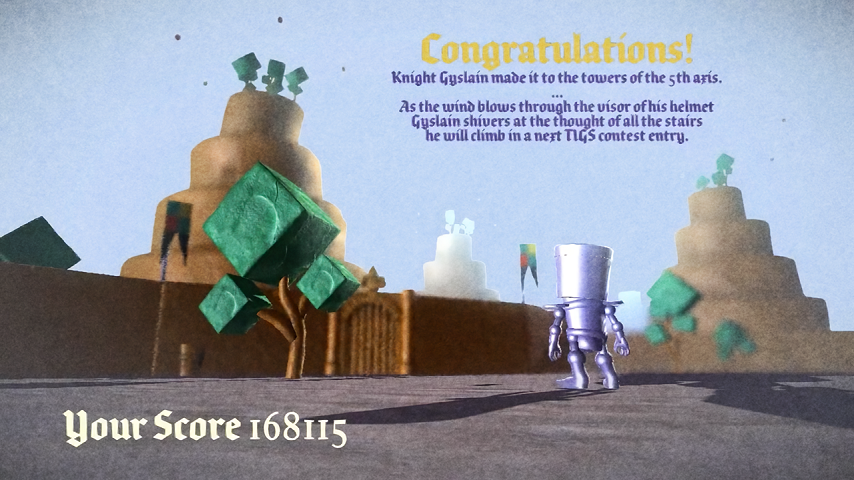 Congratulations!
Knight Gyslain made it to the towers of the 5th axis.
...
As the wind blows through the visor of his helmet
Gyslain shivers at the thought of all the stairs
he will climb in a next TIGS contest entry.
Your Score 168115